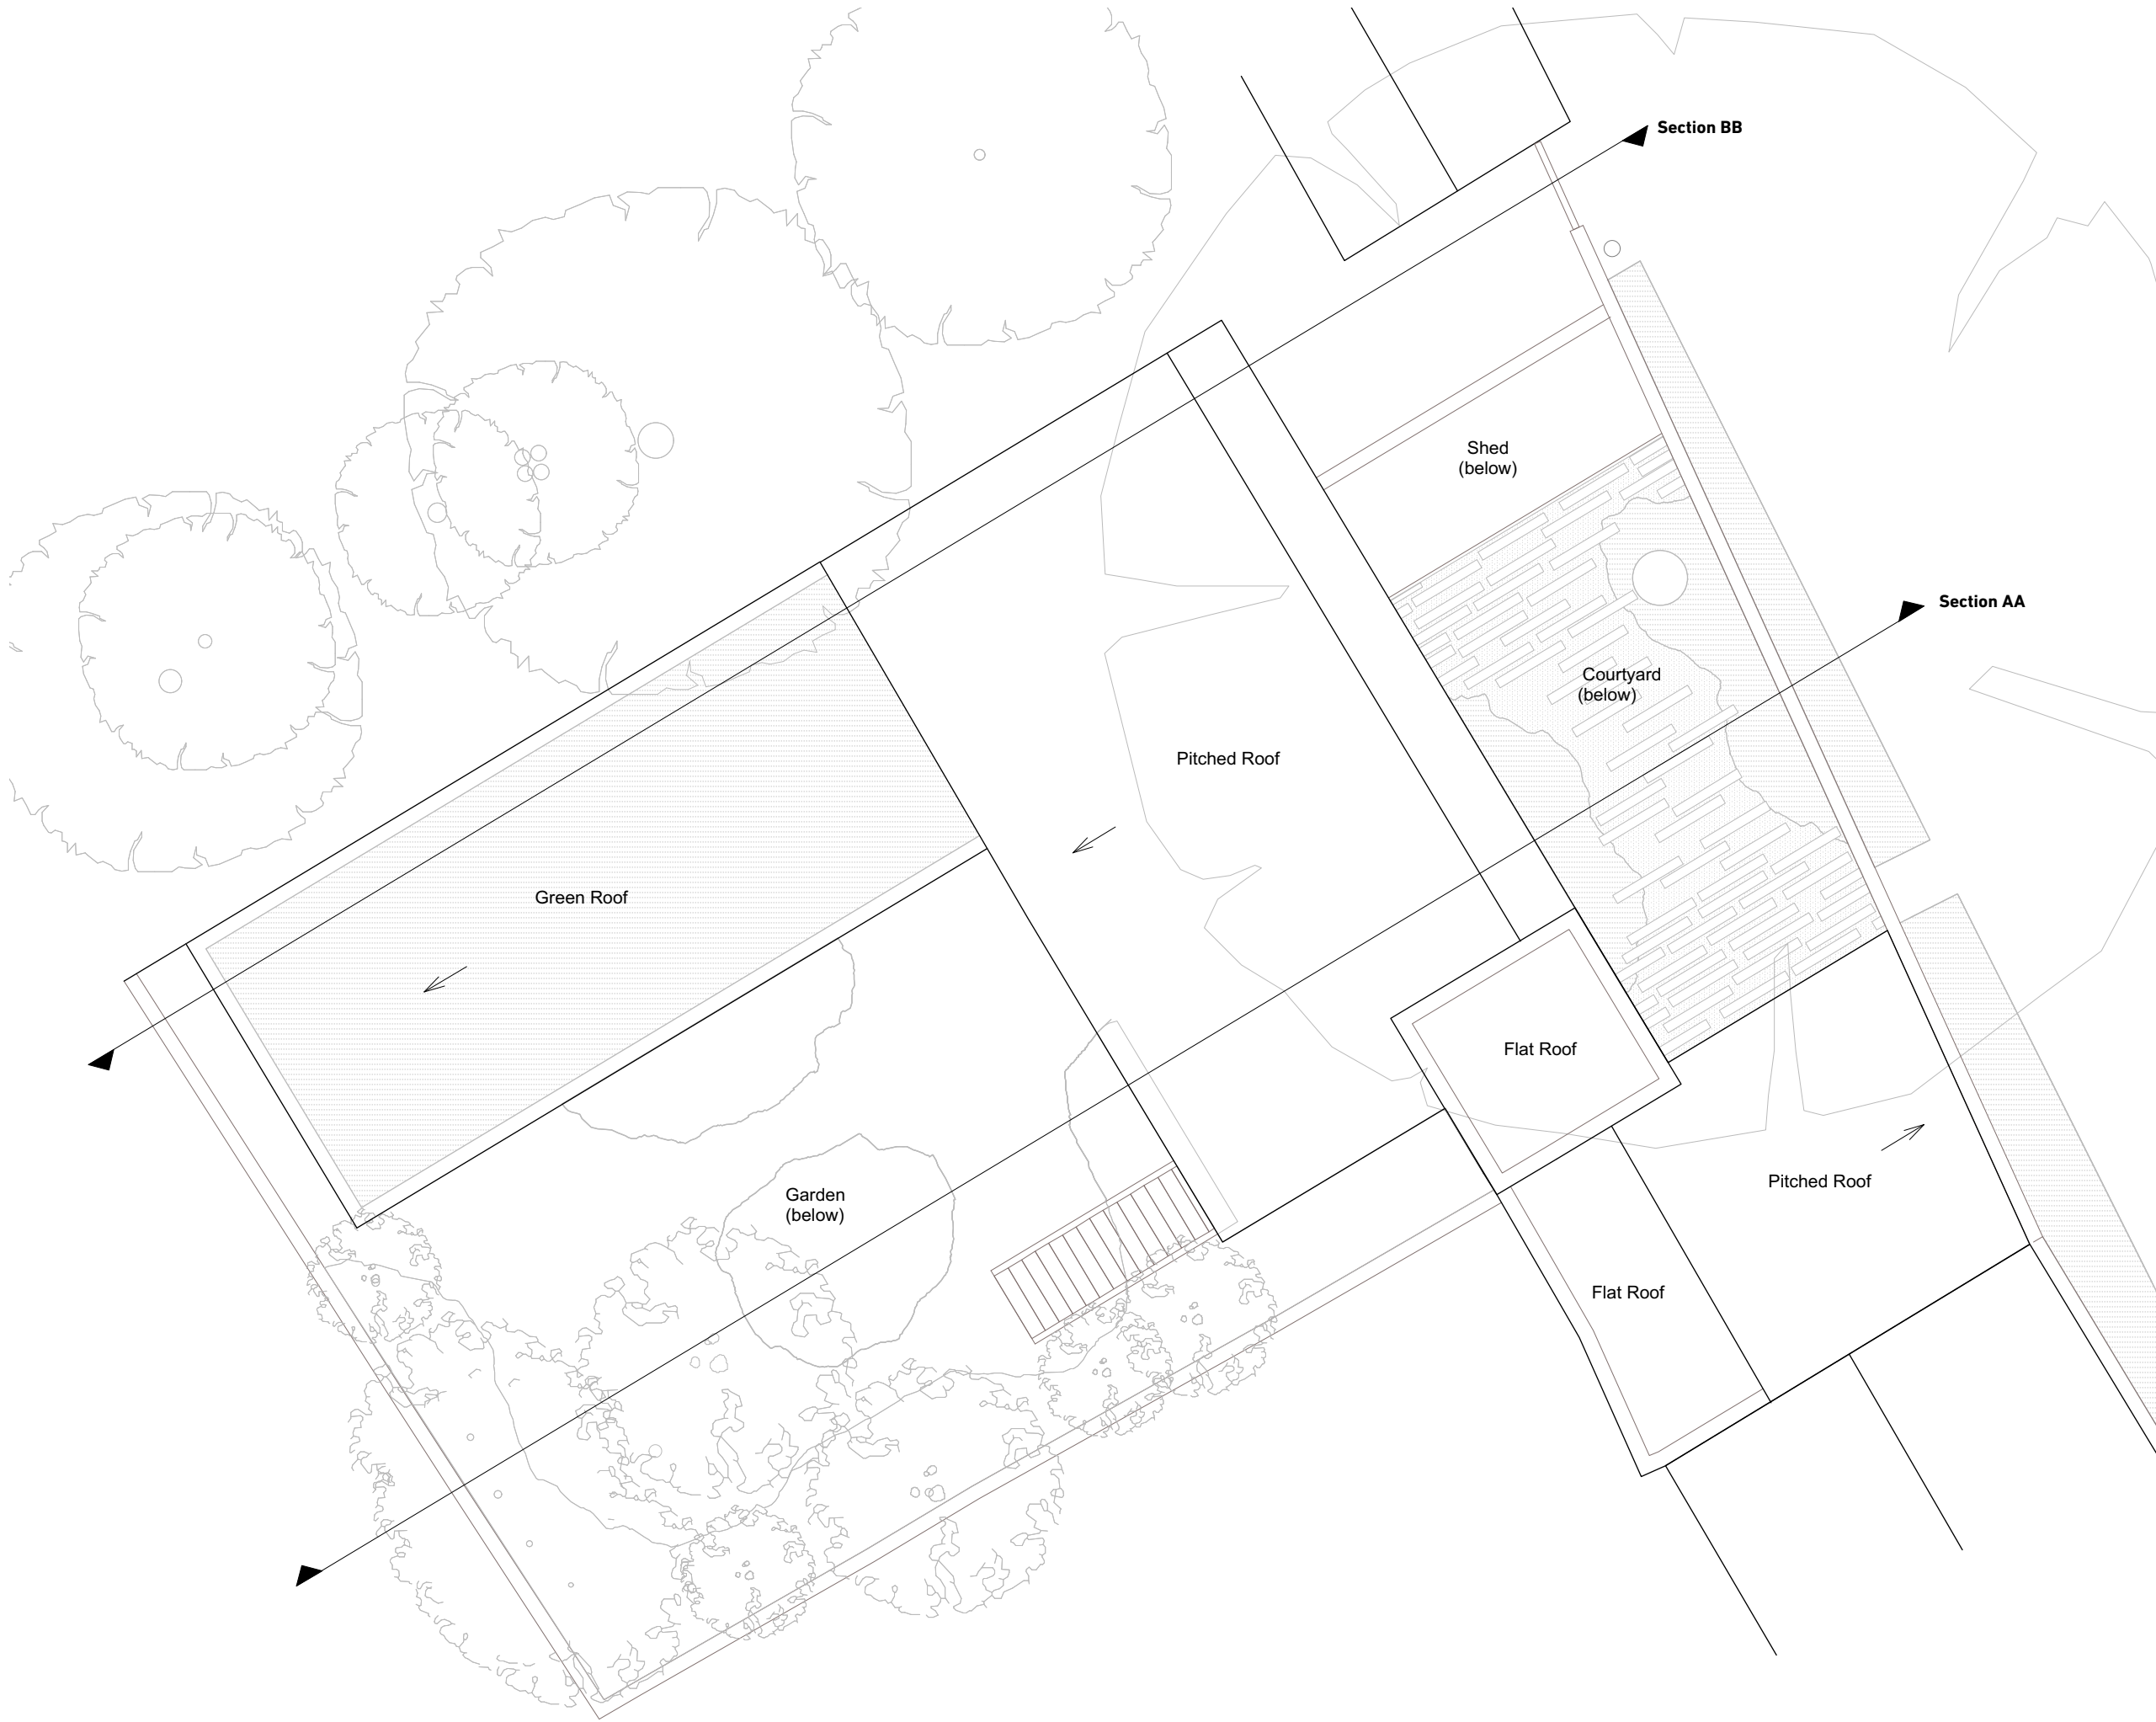 Section BB
Shed
(below)
Section AA
Courtyard
(below)
Pitched Roof
Green Roof
Flat Roof
Pitched Roof
Garden
(below)
Flat Roof